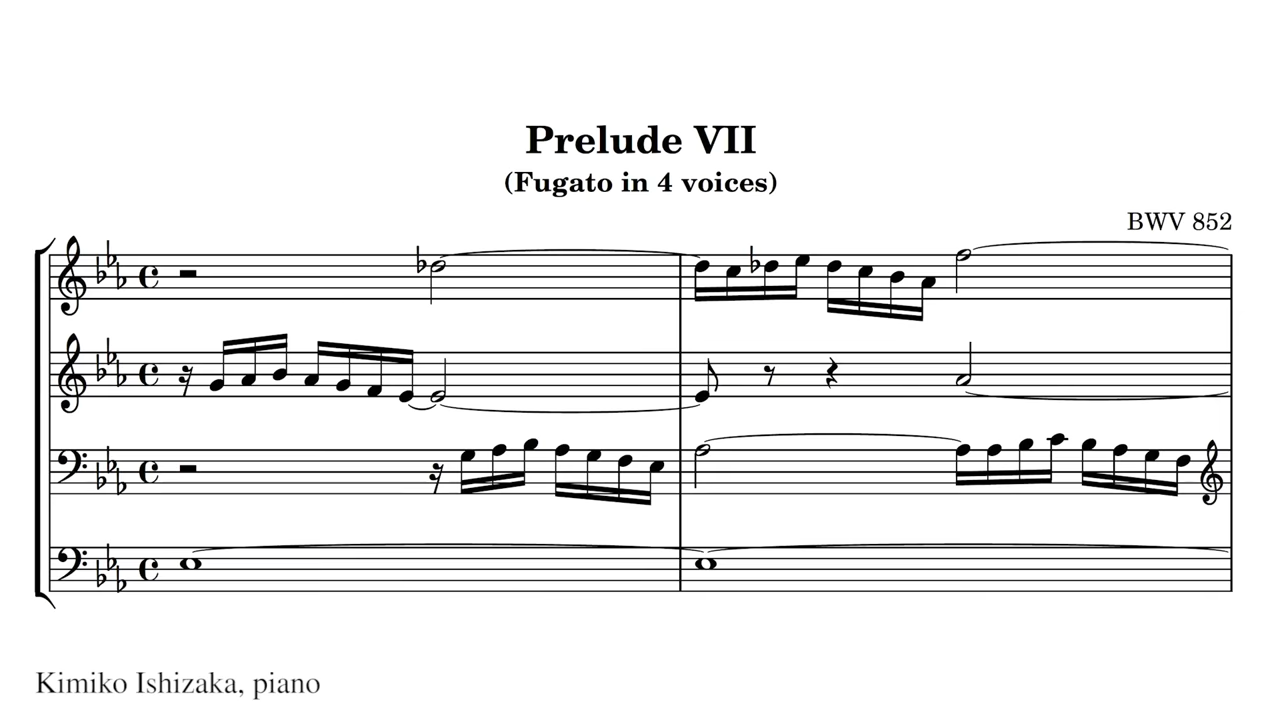 Prelude VII
(Fugato in 4 voices)
BWV 852
Kimiko Ishizaka, piano